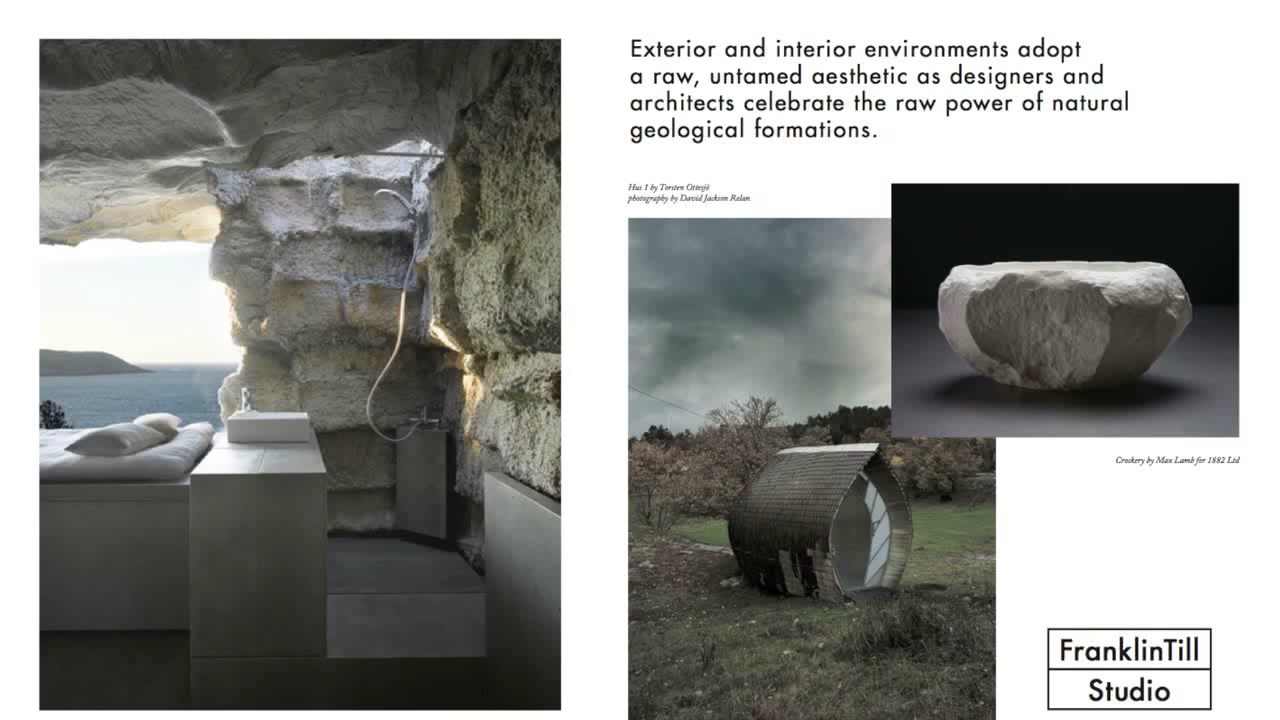 Exterior and interior environments adopt
a raw, untamed aesthetic as designers and
architects celebrate the raw power of natural
geological formations.
Hus 1 by Torsten Ottesjö
photography by David Jackson Relan
Crockery by Max Lamb for 1882 Ltd
FranklinTill
Studio